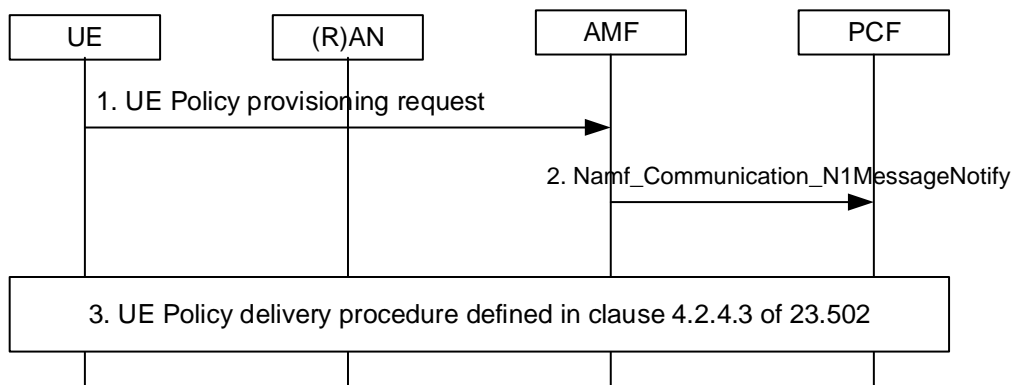 UE
(R)AN
AMF
PCF
1. UE Policy provisioning request
2. Namf_Communication_N1MessageNotify
3. UE Policy delivery procedure defined in clause 4.2.4.3 of 23.502